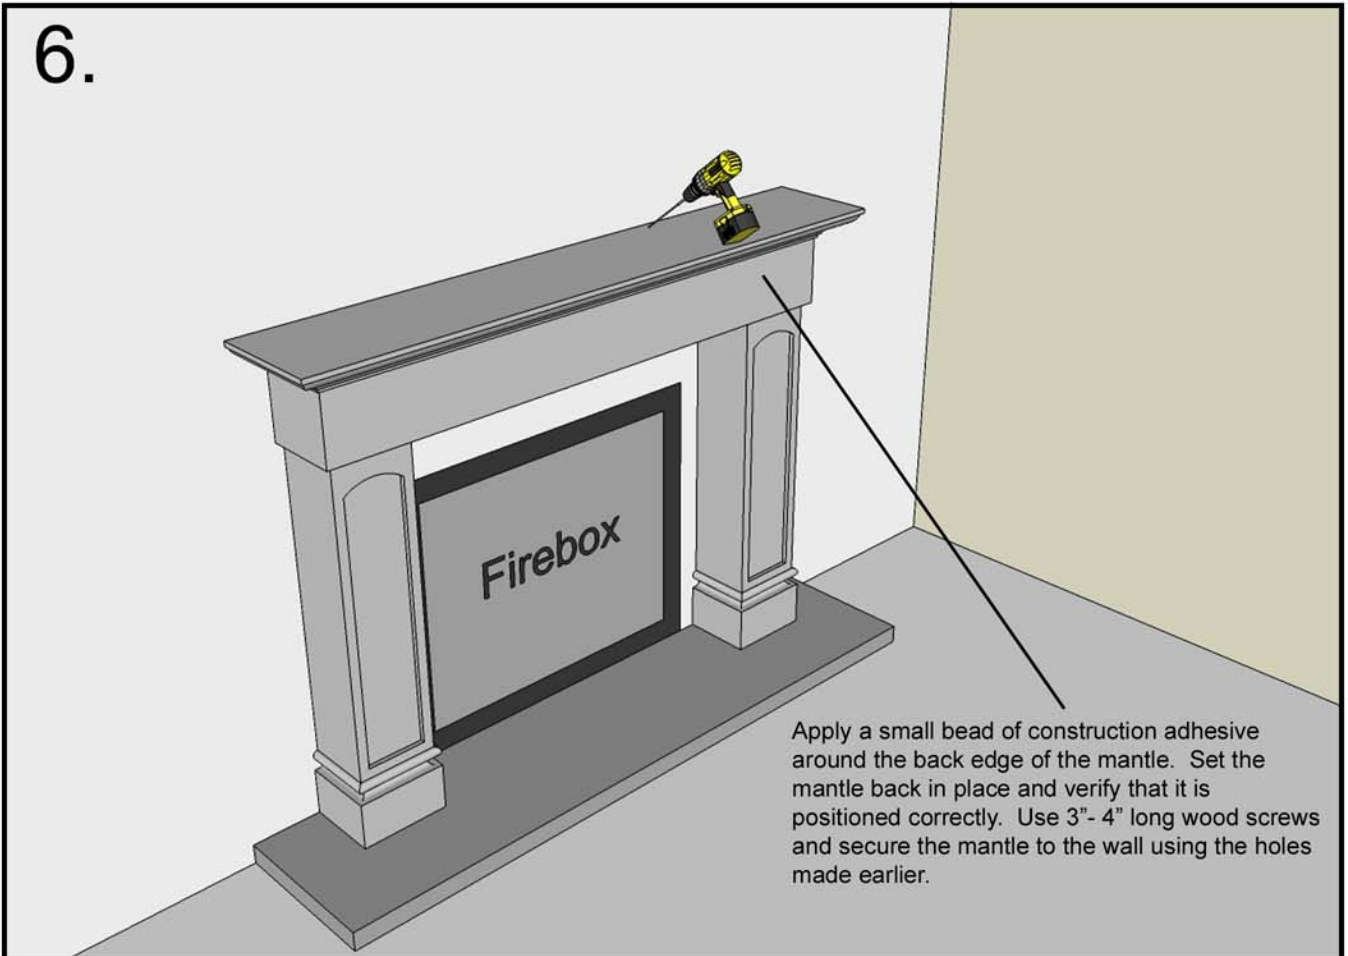 6.
Firebox
Apply a small bead of construction adhesive
around the back edge of the mantle.  Set the
mantle back in place and verify that it is
positioned correctly.  Use 3”- 4” long wood screws
and secure the mantle to the wall using the holes
made earlier.